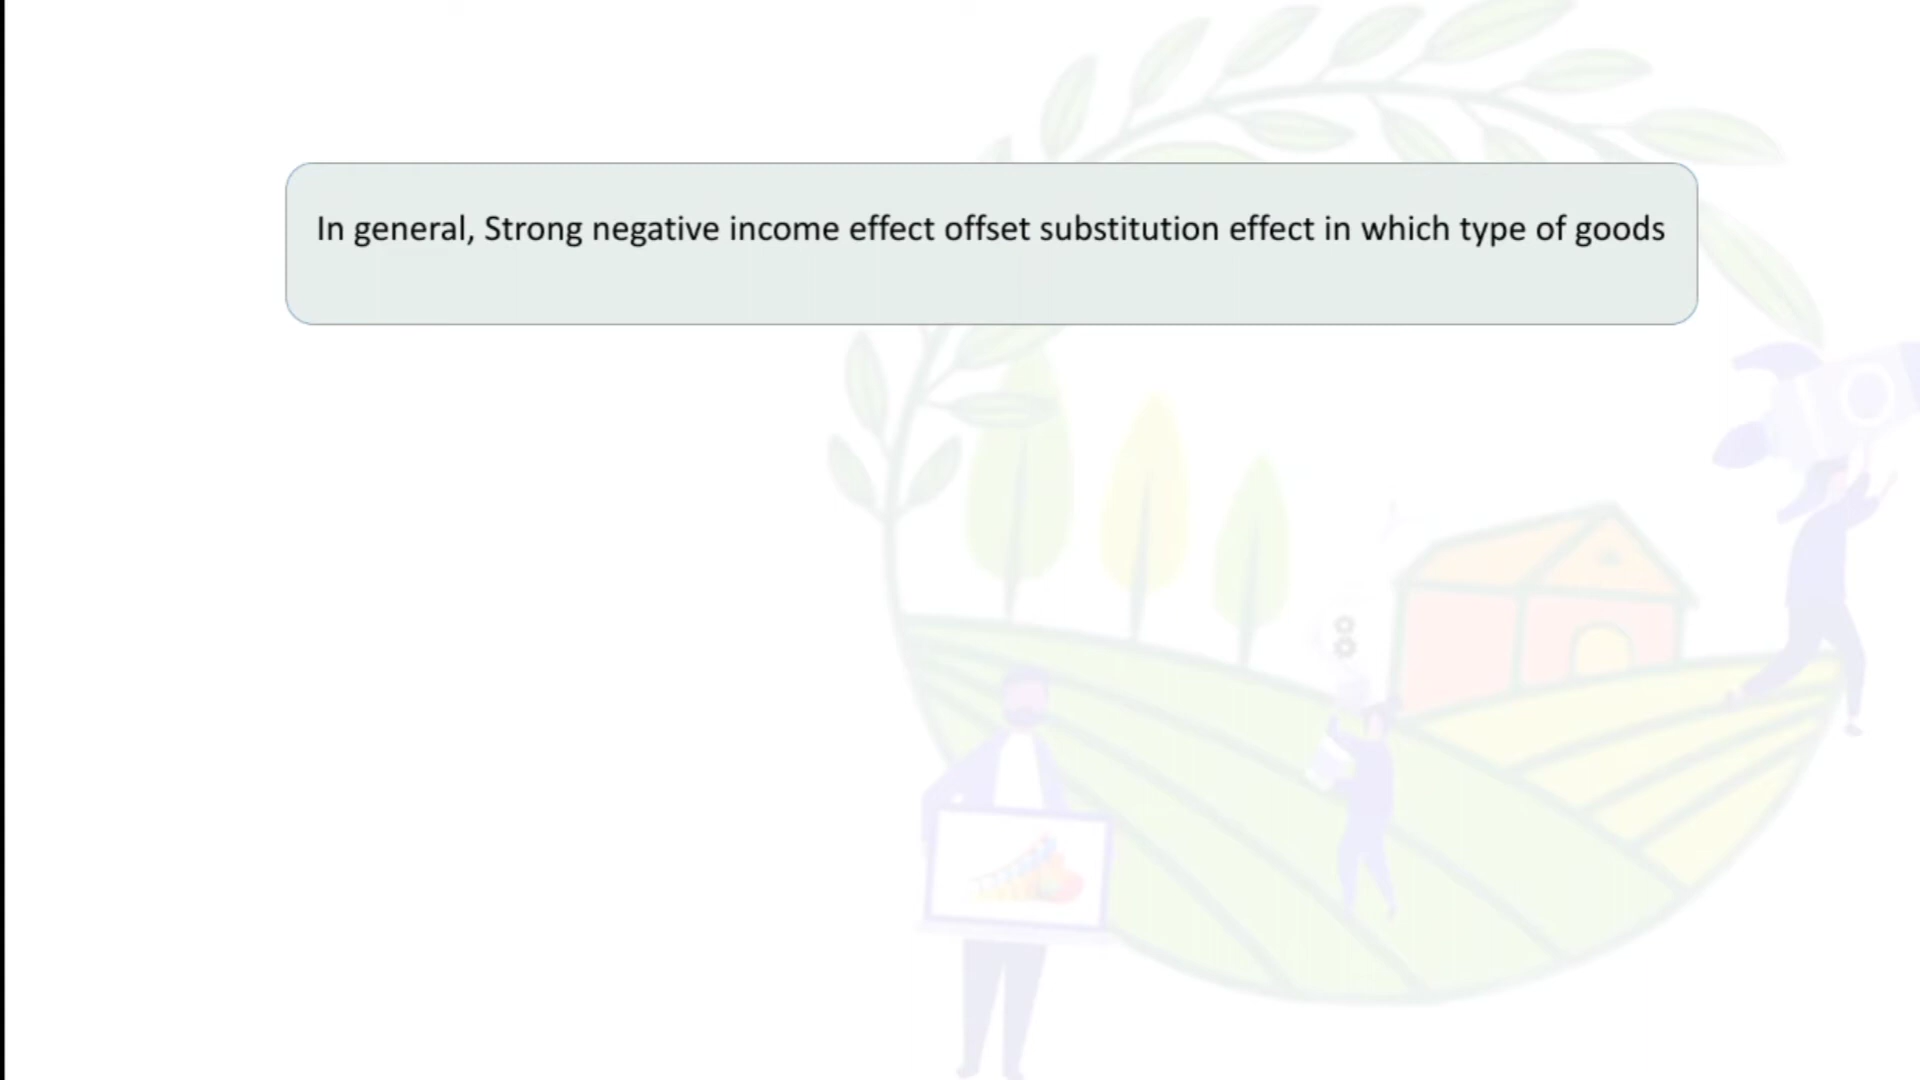 In general, Strong negative income effect offset substitution effect in which type of goods